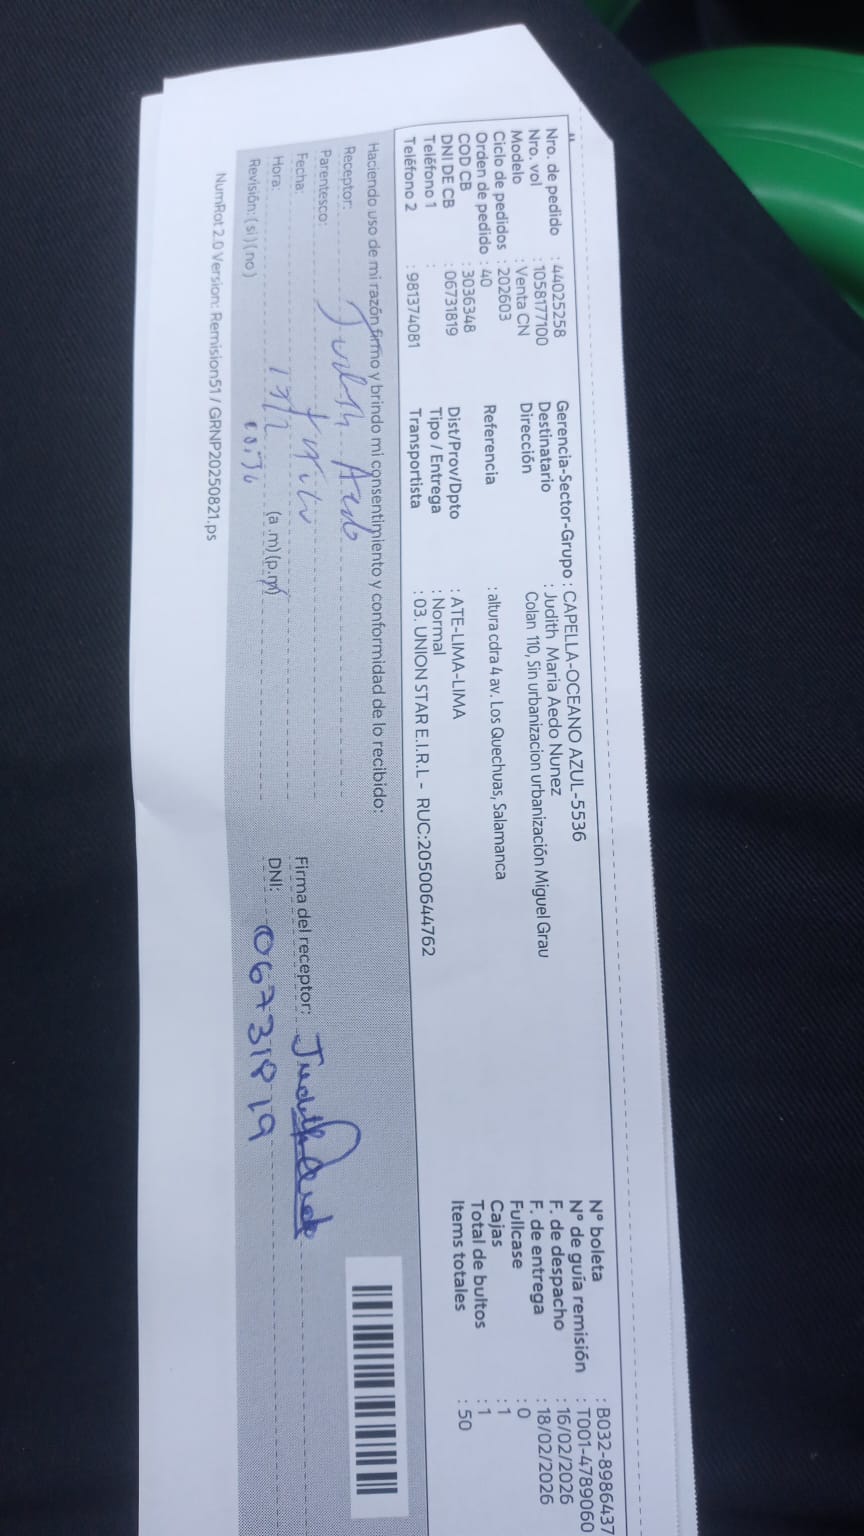 Nro. de pedido : 44025258
Nro. vol : 1058177100
Modelo : Venta CN
Ciclo de pedidos : 202603
Orden de pedido : 40
COD CB : 3036348
DNI DE CB : 06731819
Teléfono 1 :
Teléfono 2 : 981374081
Gerencia-Sector-Grupo : CAPELLA-OCEANO AZUL-5536
Destinatario : Judith Maria Aedo Nunez
Dirección Colan 110, Sin urbanizacion urbanización Miguel Grau
Referencia : altura cdra 4 av. Los Quechuas, Salamanca
Dist/Prov/Dpto : ATE-LIMA-LIMA
Tipo / Entrega : Normal
Transportista : 03. UNION STAR E.I.R.L - RUC:20500644762
N° boleta : B032-8986437
N° de guía remisión : T001-4789060
F. de despacho : 16/02/2026
F. de entrega : 18/02/2026
Fullcase : 0
Cajas : 1
Total de bultos : 1
Items totales : 50
Haciendo uso de mi razón firmo y brindo mi consentimiento y conformidad de lo recibido:
Receptor: Judith Aedo
Parentesco:
Fecha:
Hora: (a .m) (p.m)
Revisión: ( si ) ( no )
Firma del receptor: Judith Aedo
DNI: 06731819
NumRot 2.0 Version: Remision51 / GRNP20250821.ps